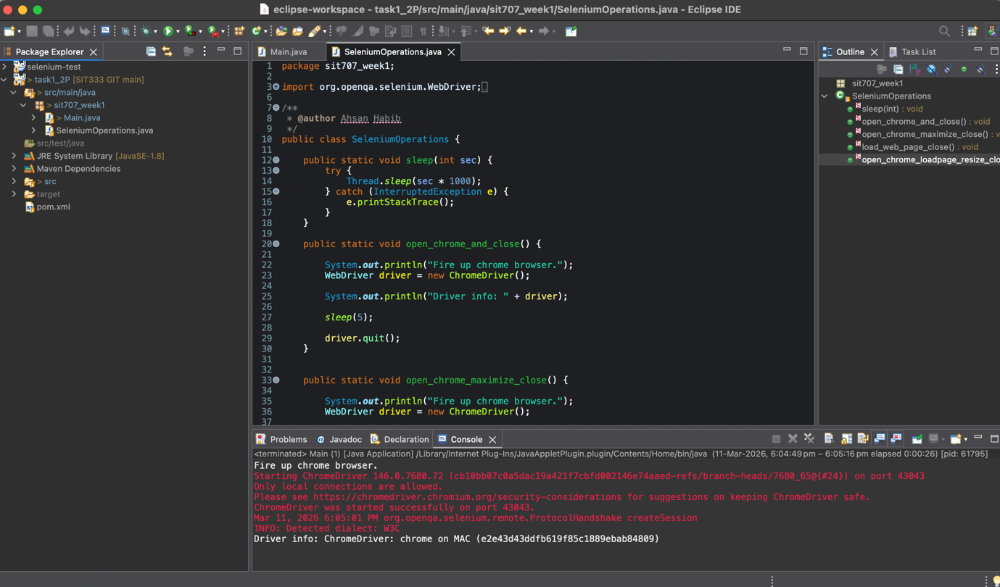 eclipse-workspace - task1_2P/src/main/java/sit707_week1/SeleniumOperations.java - Eclipse IDE
Package Explorer
selenium-test
> task1_2P [SIT333 GIT main]
> src/main/java
> sit707_week1
> Main.java
SeleniumOperations.java
src/test/java
JRE System Library [JavaSE-1.8]
Maven Dependencies
> src
target
pom.xml
Main.java
SeleniumOperations.java
1 package sit707_week1;
2
3 import org.openqa.selenium.WebDriver;
6
7 /**
8 * @author Ahsan Habib
9 */
10 public class SeleniumOperations {
11
12 public static void sleep(int sec) {
13 try {
14 Thread.sleep(sec * 1000);
15 } catch (InterruptedException e) {
16 e.printStackTrace();
17 }
18 }
19
20 public static void open_chrome_and_close() {
21
22 System.out.println("Fire up chrome browser.");
23 WebDriver driver = new ChromeDriver();
24
25 System.out.println("Driver info: " + driver);
26
27 sleep(5);
28
29 driver.quit();
30 }
31
32
33 public static void open_chrome_maximize_close() {
34
35 System.out.println("Fire up chrome browser.");
36 WebDriver driver = new ChromeDriver();
37
Outline
Task List
sit707_week1
SeleniumOperations
sleep(int) : void
open_chrome_and_close() : void
open_chrome_maximize_close() : v
load_web_page_close() : void
open_chrome_loadpage_resize_clo
Problems
Javadoc
Declaration
Console
<terminated> Main (1) [Java Application] /Library/Internet Plug-Ins/JavaAppletPlugin.plugin/Contents/Home/bin/java (11-Mar-2026, 6:04:49 pm – 6:05:16 pm elapsed 0:00:26) [pid: 61795]
Fire up chrome browser.
Starting ChromeDriver 146.0.7680.72 (cb10bb07c0a5dac19a421f7cbfd002146e74aaed-refs/branch-heads/7680_65@{#24}) on port 43043
Only local connections are allowed.
Please see https://chromedriver.chromium.org/security-considerations for suggestions on keeping ChromeDriver safe.
ChromeDriver was started successfully on port 43043.
Mar 11, 2026 6:05:01 PM org.openqa.selenium.remote.ProtocolHandshake createSession
INFO: Detected dialect: W3C
Driver info: ChromeDriver: chrome on MAC (e2e43d43ddfb619f85c1889ebab84809)